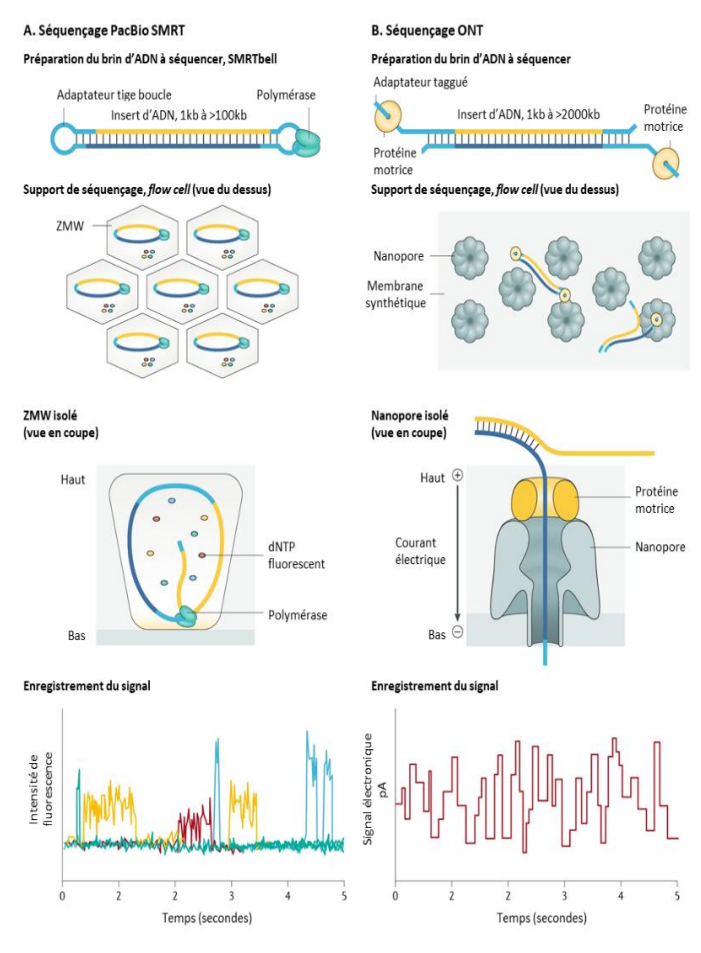 A. Séquençage PacBio SMRT
Préparation du brin d’ADN à séquencer, SMRTbell
Adaptateur tige boucle
Polymérase
Insert d’ADN, 1kb à >100kb
Support de séquençage, flow cell (vue du dessus)
ZMW
ZMW isolé
(vue en coupe)
Haut
dNTP
fluorescent
Polymérase
Bas
Enregistrement du signal
Intensité de
fluorescence
0 2 2 3 4 5
Temps (secondes)
B. Séquençage ONT
Préparation du brin d’ADN à séquencer
Adaptateur taggué
Insert d’ADN, 1kb à >2000kb
Protéine
motrice
Protéine
motrice
Support de séquençage, flow cell (vue du dessus)
Nanopore
Membrane
synthétique
Nanopore isolé
(vue en coupe)
Haut +
Protéine
motrice
Courant
électrique
Nanopore
Bas −
Enregistrement du signal
Signal électronique
pA
0 2 2 3 4 5
Temps (secondes)